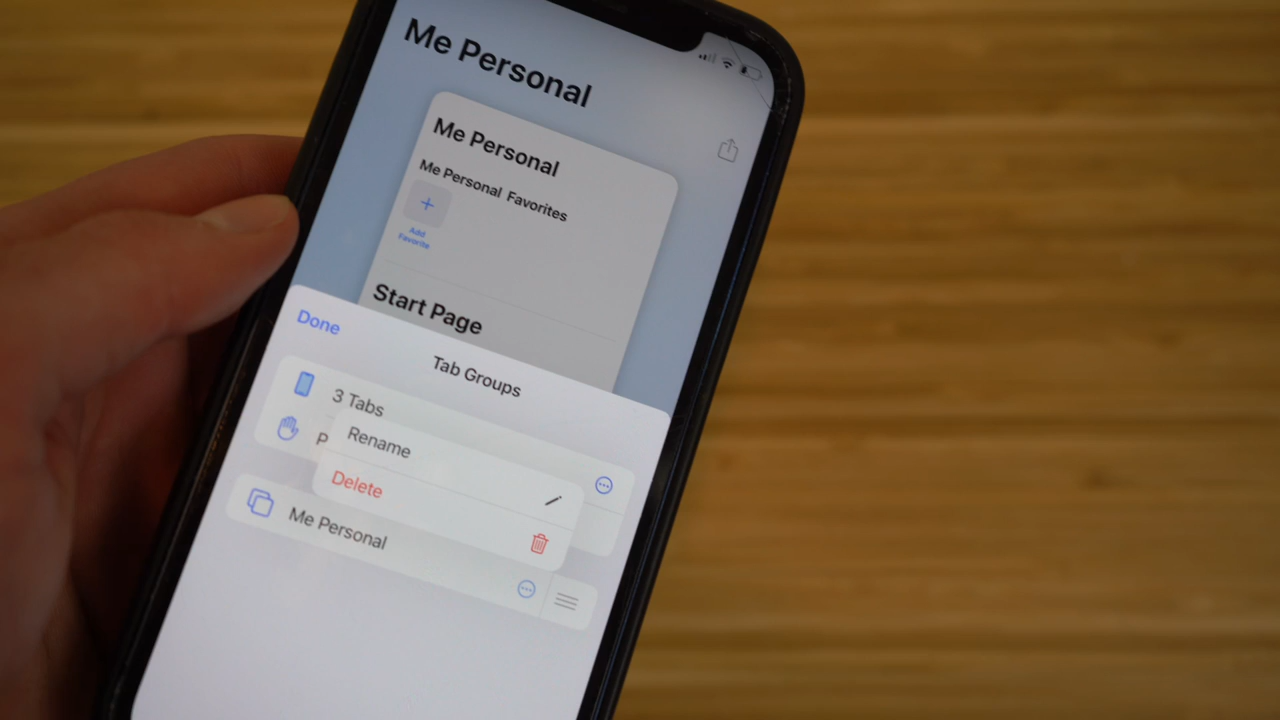 Me Personal
Me Personal
Me Personal Favorites
Add
Favorite
Start Page
Done
Tab Groups
3 Tabs
P
Rename
Delete
Me Personal